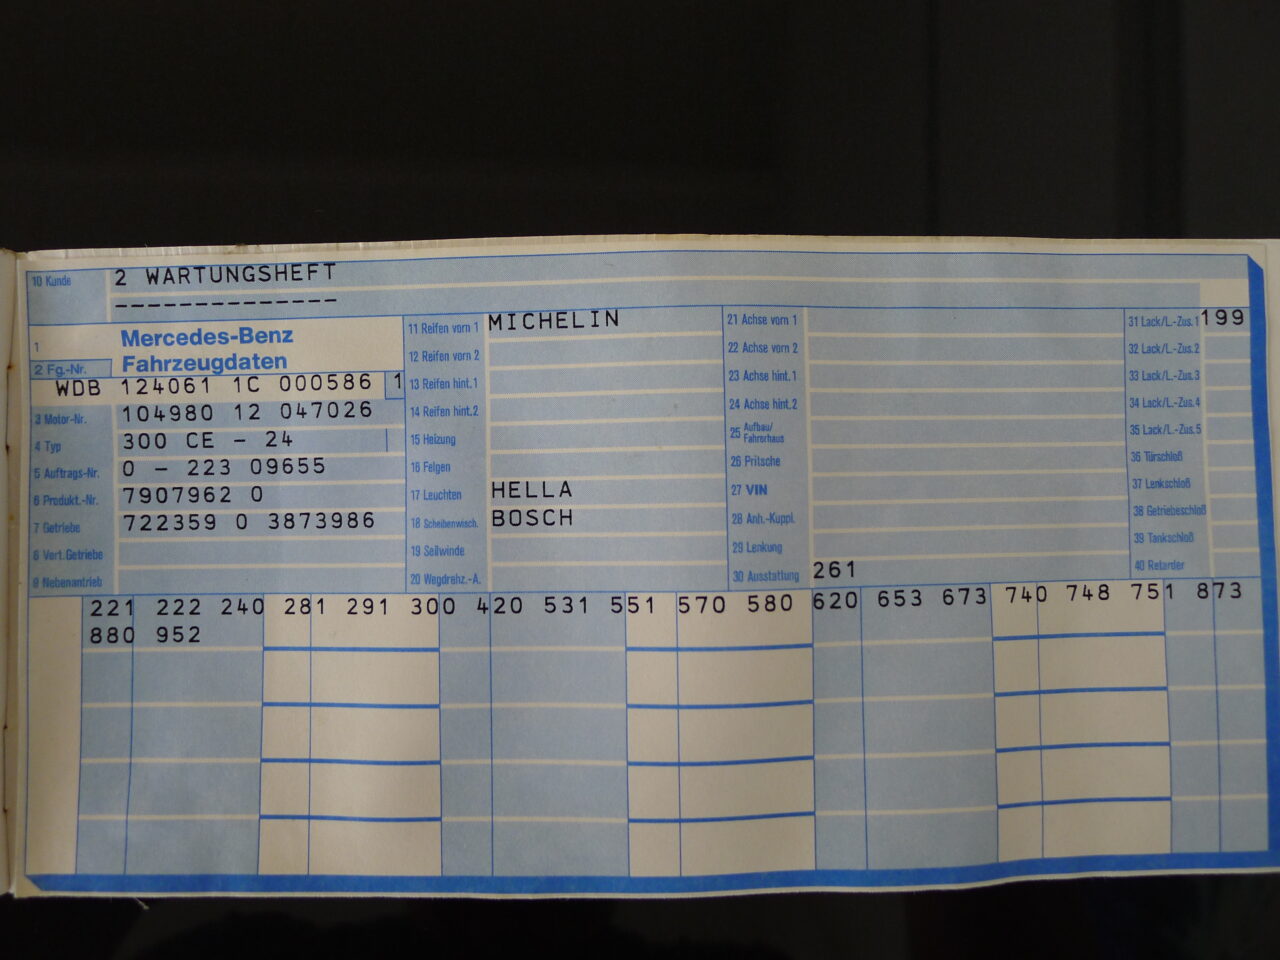 10 Kunde 2 WARTUNGSHEFT
--------------
1 Mercedes-Benz
Fahrzeugdaten
2 Fg.-Nr.
WDB 124061 1C 000586 1
3 Motor-Nr. 104980 12 047026
4 Typ 300 CE - 24
5 Auftrags-Nr. 0 - 223 09655
6 Produkt.-Nr. 7907962 0
7 Getriebe 722359 0 3873986
8 Vert.Getriebe
9 Nebenantrieb
11 Reifen vorn 1 MICHELIN
12 Reifen vorn 2
13 Reifen hint.1
14 Reifen hint.2
15 Heizung
16 Felgen
17 Leuchten HELLA
18 Scheibenwisch. BOSCH
19 Seilwinde
20 Wegdrehz.-A.
21 Achse vorn 1
22 Achse vorn 2
23 Achse hint.1
24 Achse hint.2
25 Aufbau/
Fahrerhaus
26 Pritsche
27 VIN
28 Anh.-Kuppl.
29 Lenkung
30 Ausstattung 261
31 Lack/L.-Zus.1 199
32 Lack/L.-Zus.2
33 Lack/L.-Zus.3
34 Lack/L.-Zus.4
35 Lack/L.-Zus.5
36 Türschloß
37 Lenkschloß
38 Getriebeschloß
39 Tankschloß
40 Retarder
221 222 240 281 291 300 420 531 551 570 580 620 653 673 740 748 751 873
880 952